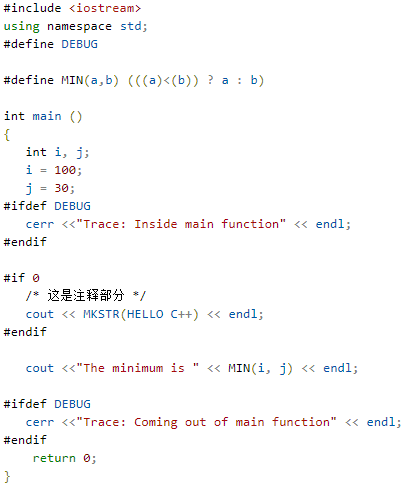 #include <iostream>
using namespace std;
#define DEBUG
#define MIN(a,b) (((a)<(b)) ? a : b)
int main ()
{
int i, j;
i = 100;
j = 30;
#ifdef DEBUG
cerr <<"Trace: Inside main function" << endl;
#endif
#if 0
/* 这是注释部分 */
cout << MKSTR(HELLO C++) << endl;
#endif
cout <<"The minimum is " << MIN(i, j) << endl;
#ifdef DEBUG
cerr <<"Trace: Coming out of main function" << endl;
#endif
return 0;
}